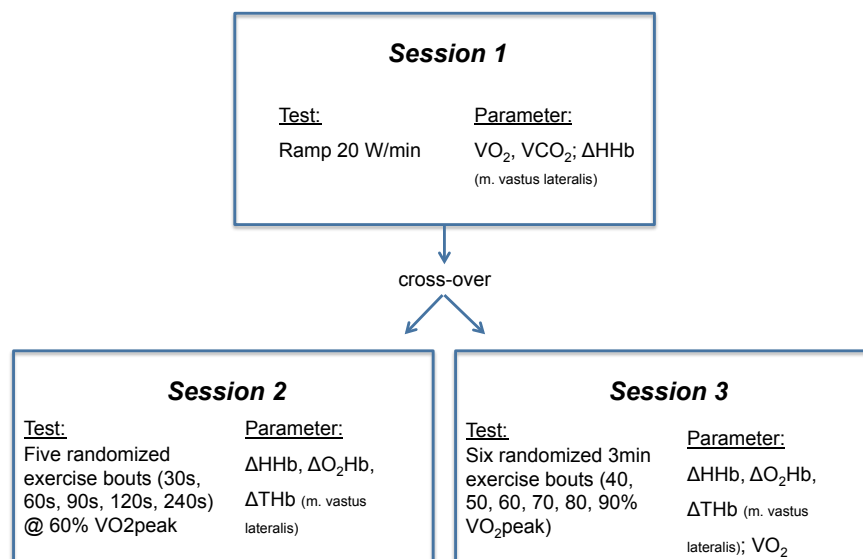 Session 1
Test:
Ramp 20 W/min
Parameter:
VO₂, VCO₂; ΔHHb
(m. vastus lateralis)
cross-over
Session 2
Test:
Five randomized
exercise bouts (30s,
60s, 90s, 120s, 240s)
@ 60% VO2peak
Parameter:
ΔHHb, ΔO₂Hb,
ΔTHb (m. vastus
lateralis)
Session 3
Test:
Six randomized 3min
exercise bouts (40,
50, 60, 70, 80, 90%
VO₂peak)
Parameter:
ΔHHb, ΔO₂Hb,
ΔTHb (m. vastus
lateralis); VO₂